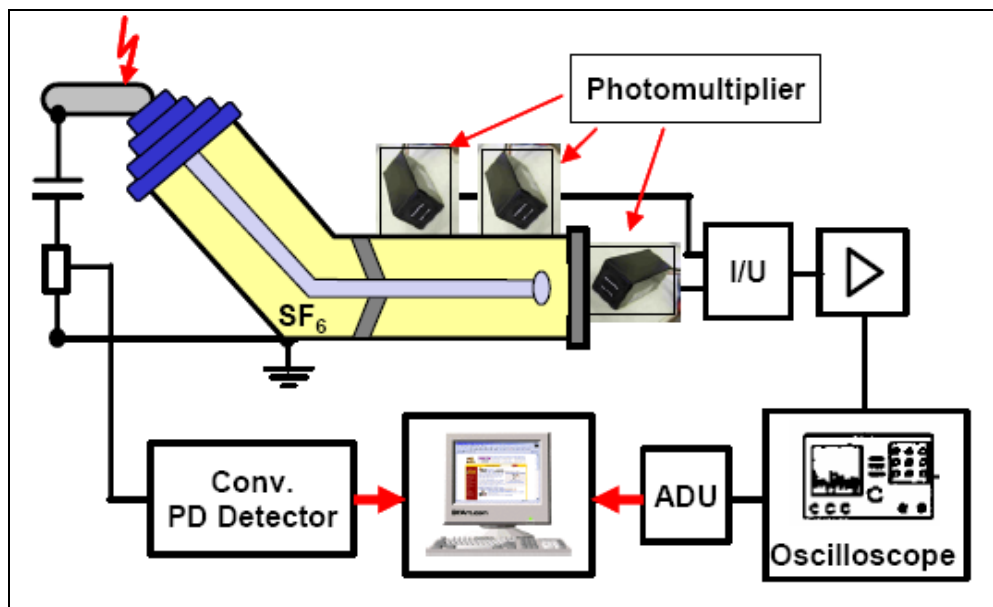 Photomultiplier
I/U
SF6
Conv.
PD Detector
ADU
Oscilloscope